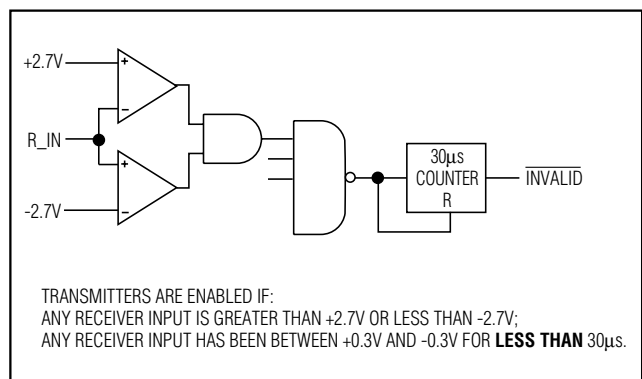 +2.7V
R_IN
-2.7V
+
−
+
−
30μs
COUNTER
R
INVALID
TRANSMITTERS ARE ENABLED IF:
ANY RECEIVER INPUT IS GREATER THAN +2.7V OR LESS THAN -2.7V;
ANY RECEIVER INPUT HAS BEEN BETWEEN +0.3V AND -0.3V FOR LESS THAN 30μs.